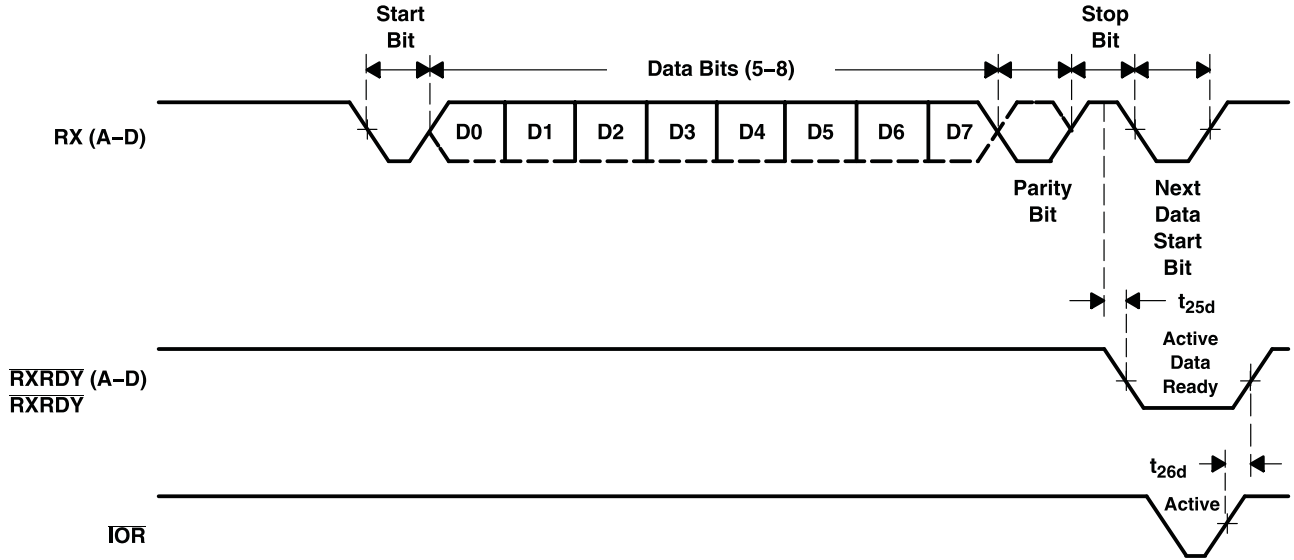 Start
Bit
Stop
Bit
Data Bits (5–8)
RX (A–D)
D0 D1 D2 D3 D4 D5 D6 D7
Parity
Bit
Next
Data
Start
Bit
t25d
Active
Data
Ready
RXRDY (A–D)
RXRDY
t26d
Active
IOR